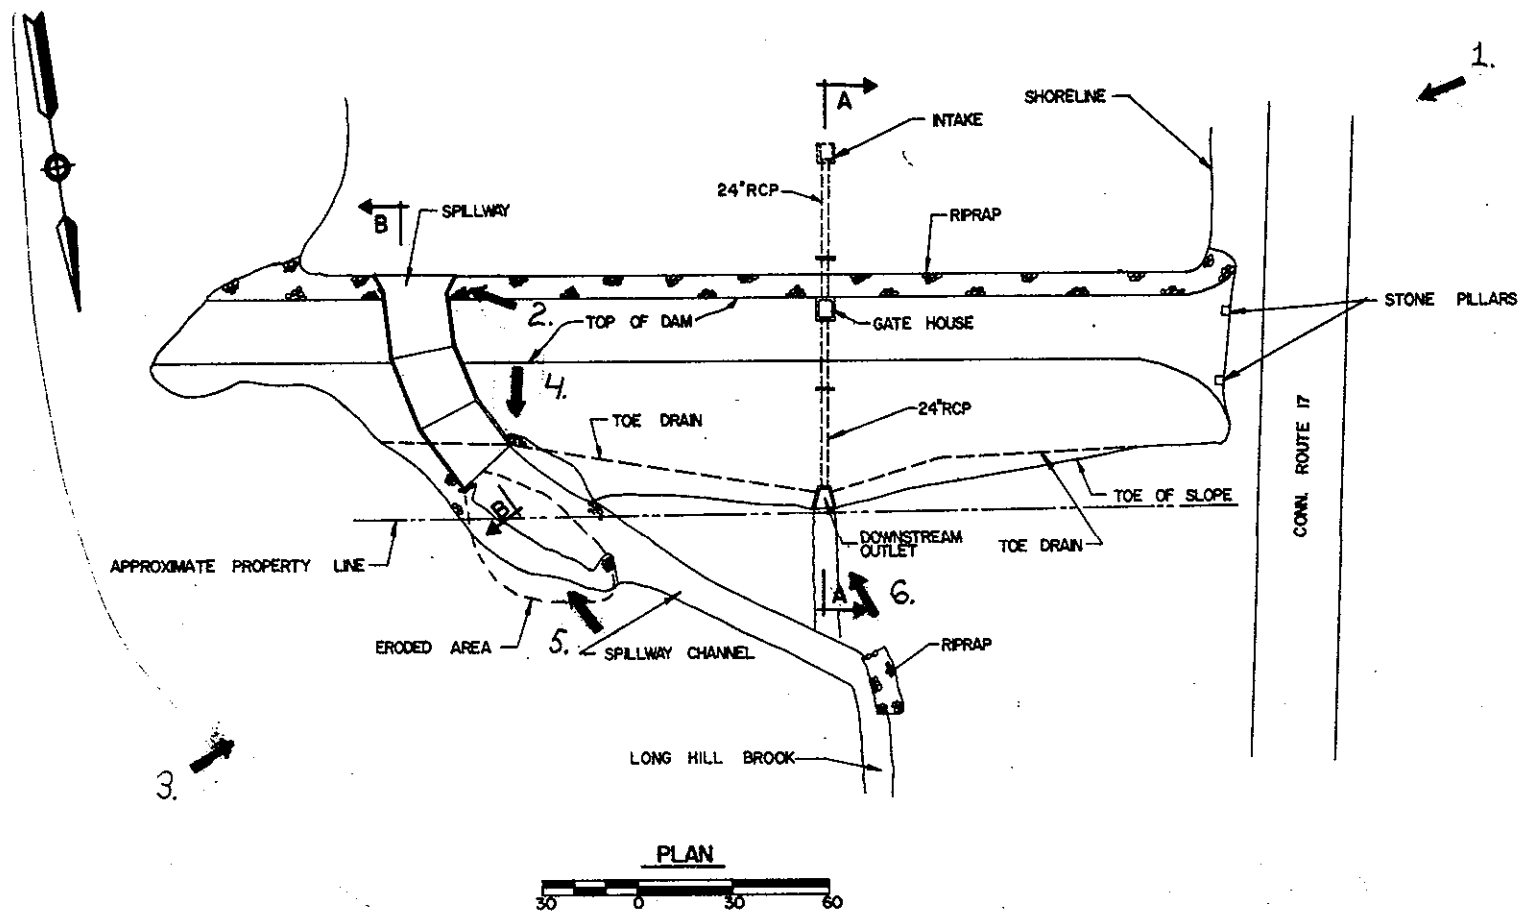 1.
A
INTAKE
SHORELINE
24"RCP
B
SPILLWAY
RIPRAP
STONE PILLARS
2.
TOP OF DAM
GATE HOUSE
4.
24"RCP
TOE DRAIN
CONN. ROUTE 17
TOE OF SLOPE
B
DOWNSTREAM
OUTLET
TOE DRAIN
APPROXIMATE PROPERTY LINE
A
6.
ERODED AREA
5.
SPILLWAY CHANNEL
RIPRAP
LONG HILL BROOK
3.
PLAN
30 0 30 60